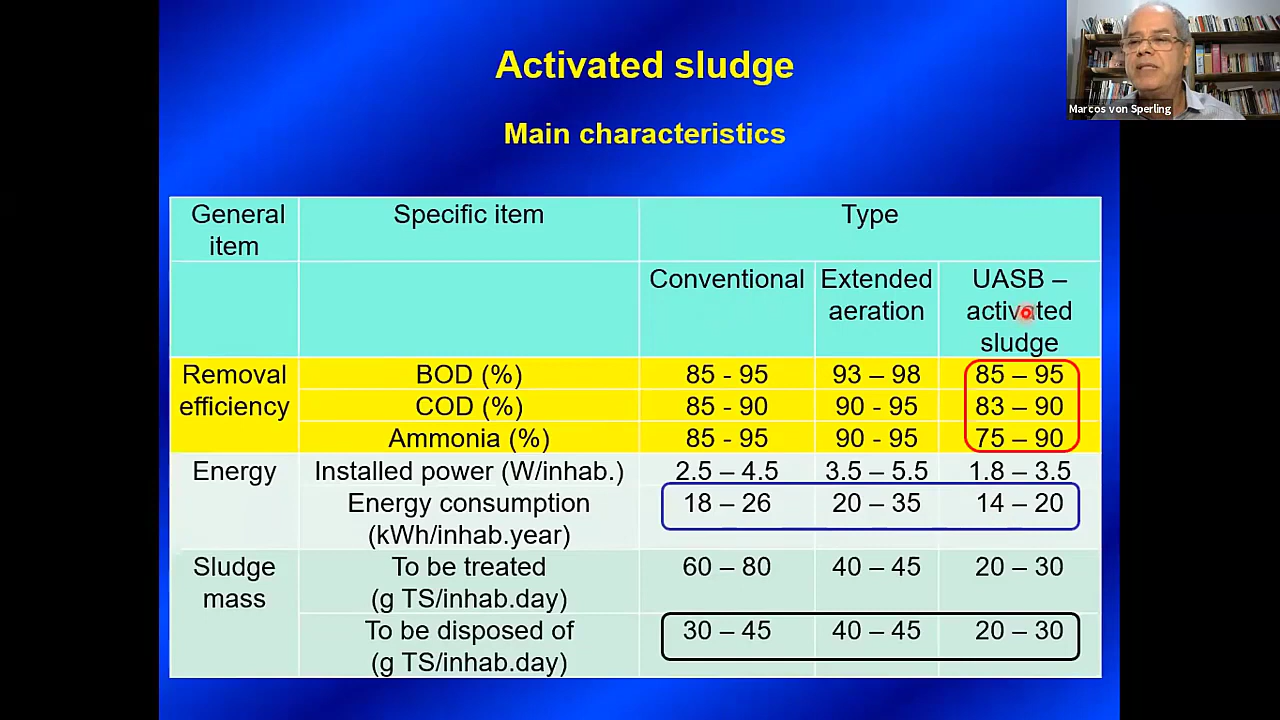 Activated sludge
Marcos von Sperling
Main characteristics
General item Specific item Type
Conventional Extended aeration UASB – activated sludge
Removal efficiency BOD (%) 85 - 95 93 – 98 85 – 95
COD (%) 85 - 90 90 - 95 83 – 90
Ammonia (%) 85 - 95 90 - 95 75 – 90
Energy Installed power (W/inhab.) 2.5 – 4.5 3.5 – 5.5 1.8 – 3.5
Energy consumption (kWh/inhab.year) 18 – 26 20 – 35 14 – 20
Sludge mass To be treated (g TS/inhab.day) 60 – 80 40 – 45 20 – 30
To be disposed of (g TS/inhab.day) 30 – 45 40 – 45 20 – 30